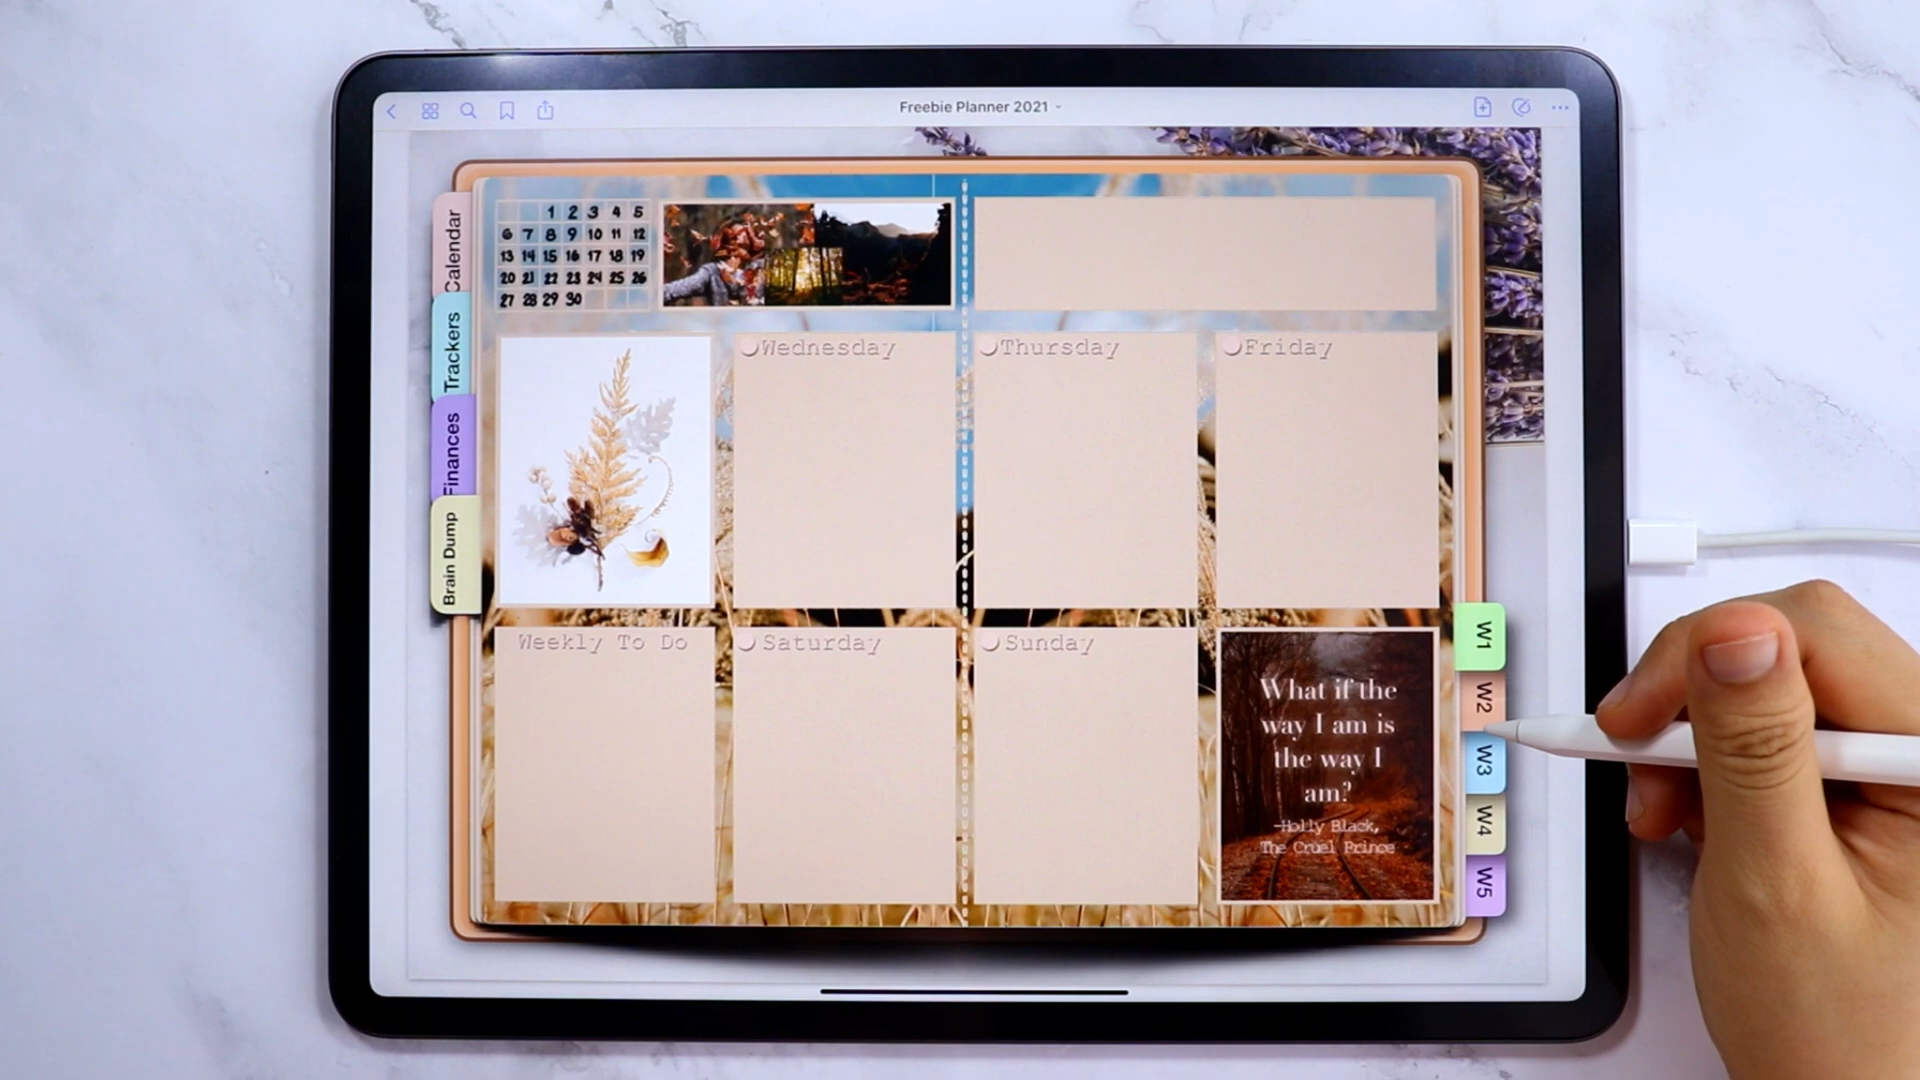 Freebie Planner 2021
Calendar
Trackers
Finances
Brain Dump
1 2 3 4 5
6 7 8 9 10 11 12
13 14 15 16 17 18 19
20 21 22 23 24 25 26
27 28 29 30
Wednesday
Thursday
Friday
Weekly To Do
Saturday
Sunday
What if the
way I am is
the way I
am?
-Holly Black,
The Cruel Prince
W1
W2
W3
W4
W5